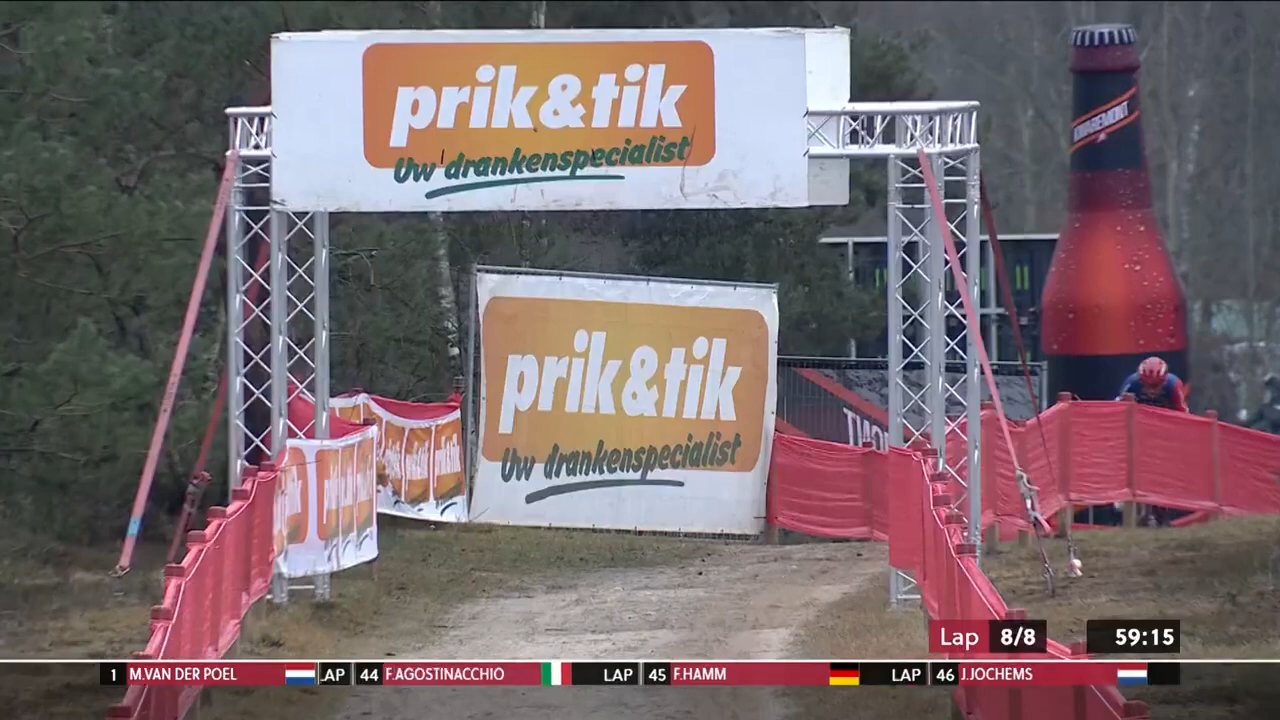 prik&tik
Uw drankenspecialist
KWAREMONT
prik&tik
Uw drankenspecialist
Lap 8/8 59:15
1 M.VAN DER POEL LAP 44 F.AGOSTINACCHIO LAP 45 F.HAMM LAP 46 J.JOCHEMS